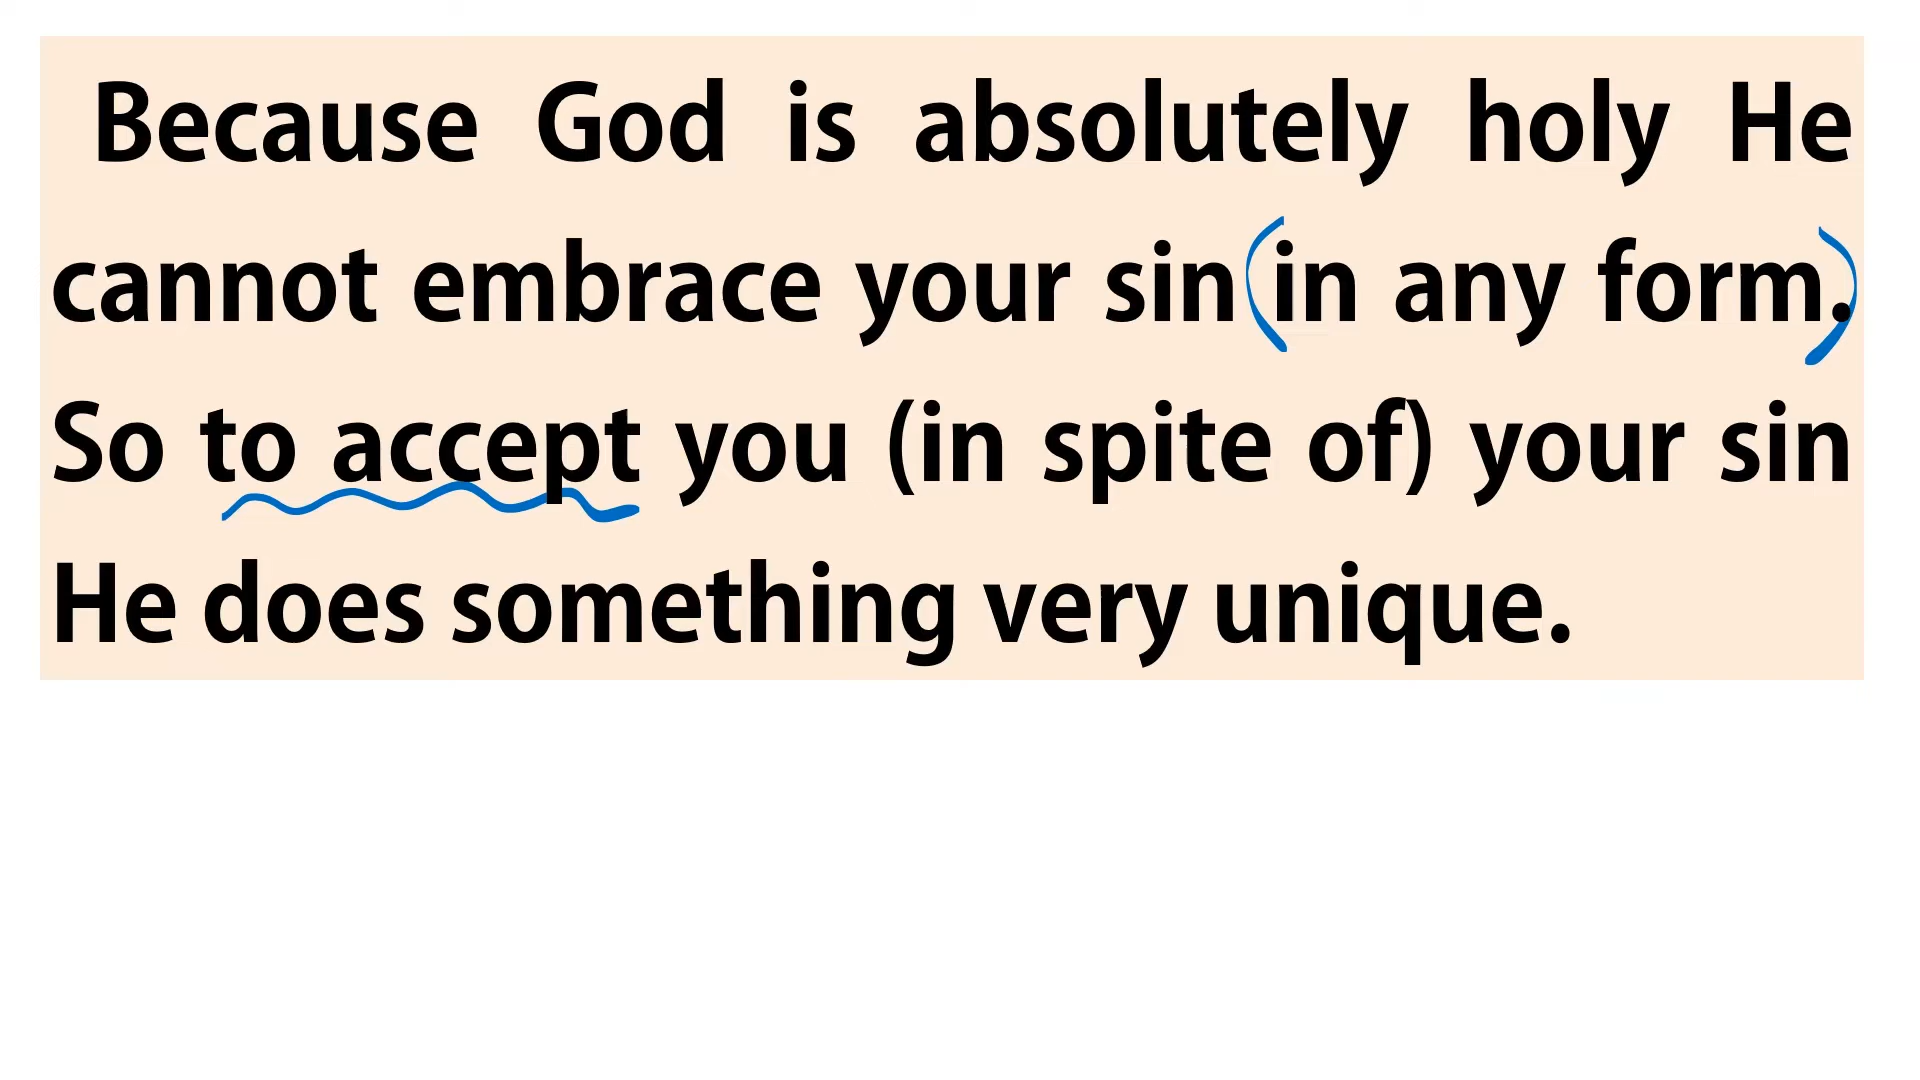 Because God is absolutely holy He
cannot embrace your sin (in any form.)
So to accept you (in spite of) your sin
He does something very unique.